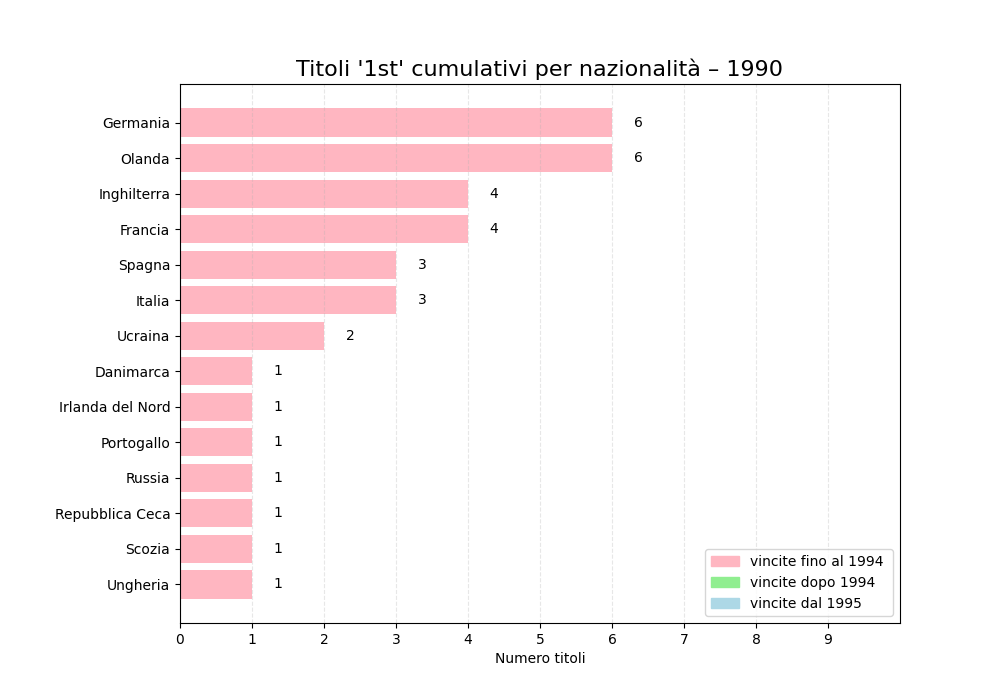 Titoli '1st' cumulativi per nazionalità – 1990
Germania 6
Olanda 6
Inghilterra 4
Francia 4
Spagna 3
Italia 3
Ucraina 2
Danimarca 1
Irlanda del Nord 1
Portogallo 1
Russia 1
Repubblica Ceca 1
Scozia 1
Ungheria 1
vincite fino al 1994
vincite dopo 1994
vincite dal 1995
0 1 2 3 4 5 6 7 8 9
Numero titoli